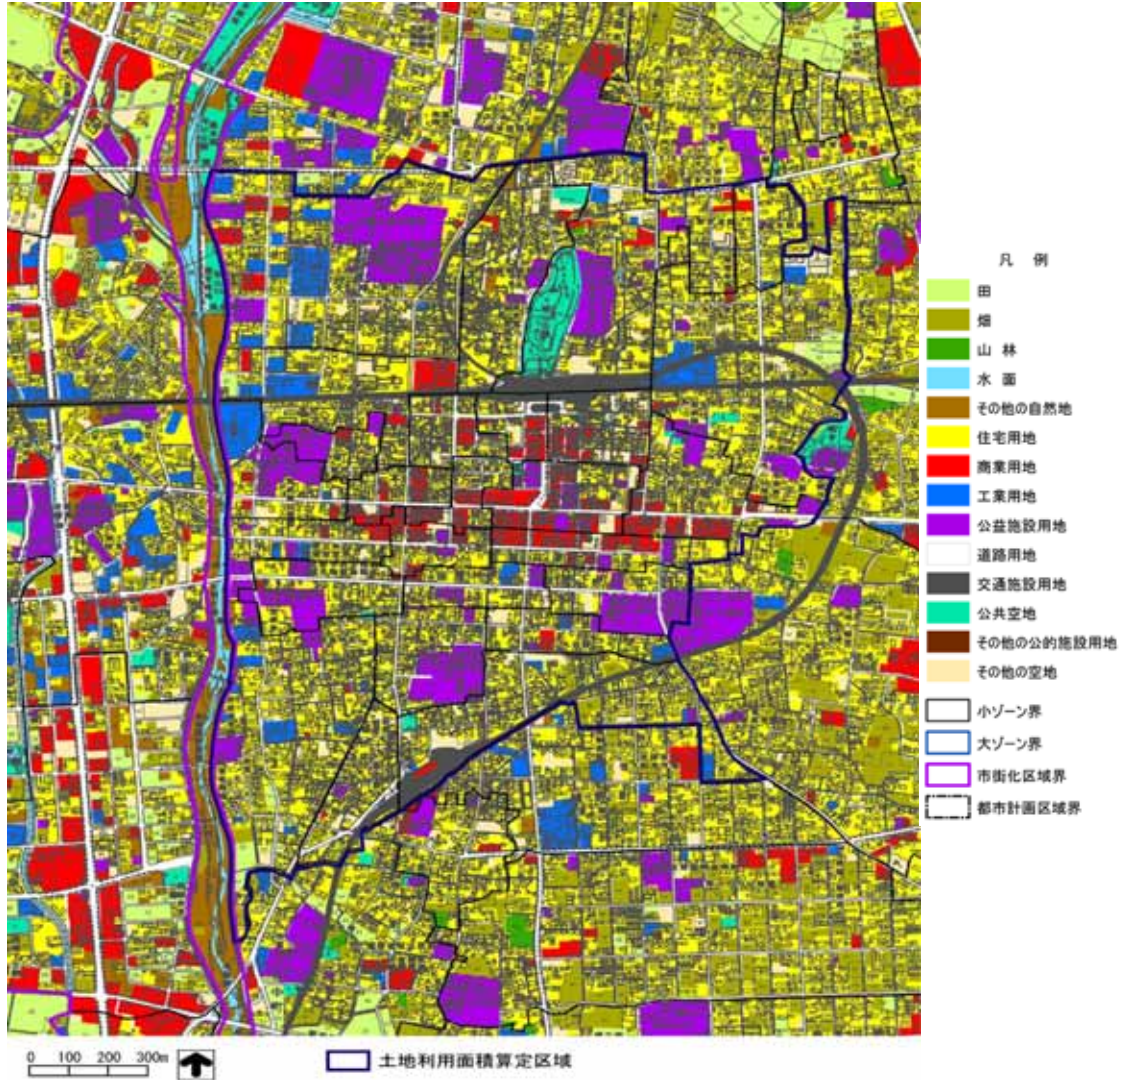 凡 例
田
畑
山 林
水 面
その他の自然地
住宅用地
商業用地
工業用地
公益施設用地
道路用地
交通施設用地
公共空地
その他の公的施設用地
その他の空地
小ゾーン界
大ゾーン界
市街化区域界
都市計画区域界
0 100 200 300m
土地利用面積算定区域